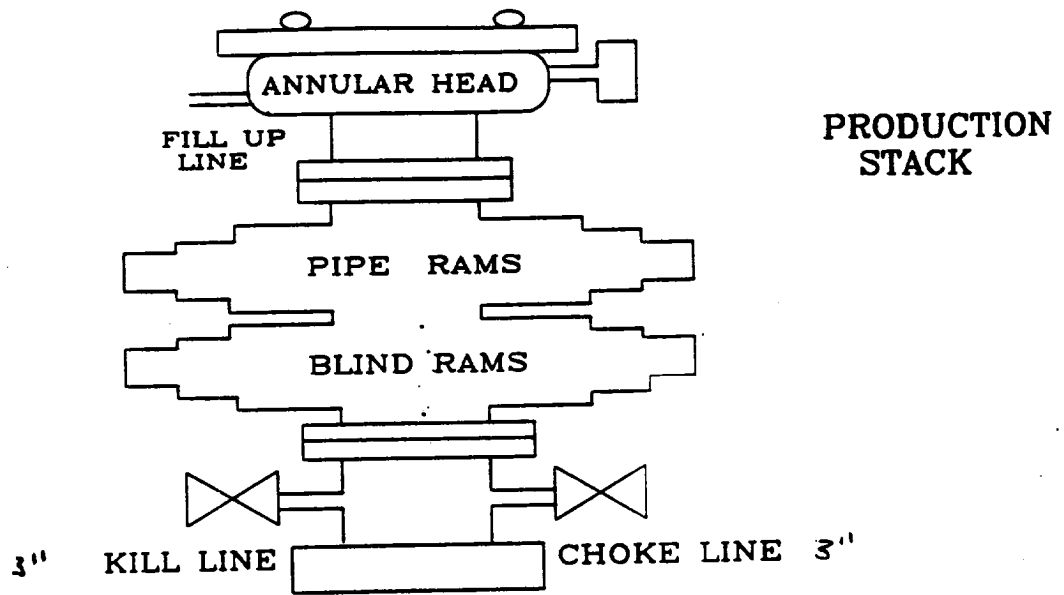 ANNULAR HEAD
FILL UP
LINE
PRODUCTION
STACK
PIPE RAMS
BLIND RAMS
3" KILL LINE
CHOKE LINE 3"